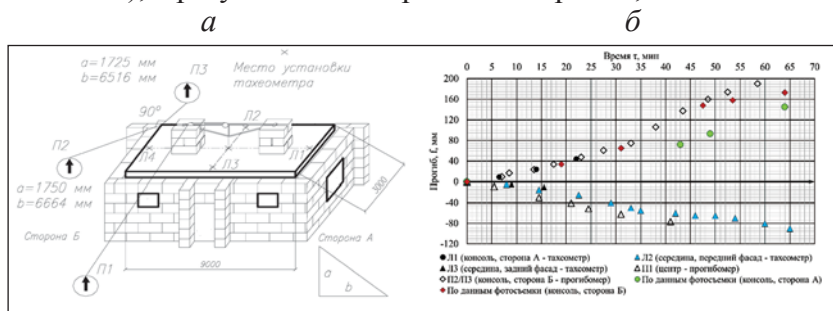 а
б
a=1725 мм
b=6516 мм
П3
Место установки
тахеометра
90°
П2
Л2
Л4
Л3
Л1
a=1750 мм
b=6664 мм
3000
Сторона Б
Сторона А
9000
П1
a
b
Время τ, мин
0 5 10 15 20 25 30 35 40 45 50 55 60 65 70
Прогиб, f, мм
200
160
120
80
40
0
-40
-80
-120
Л1 (консоль, сторона А - тахеометр)
Л2 (середина, передний фасад - тахеометр)
Л3 (середина, задний фасад - тахеометр)
П1 (центр - прогибомер)
П2/П3 (консоль, сторона Б - прогибомер)
По данным фотосъемки (консоль, сторона А)
По данным фотосъемки (консоль, сторона Б)